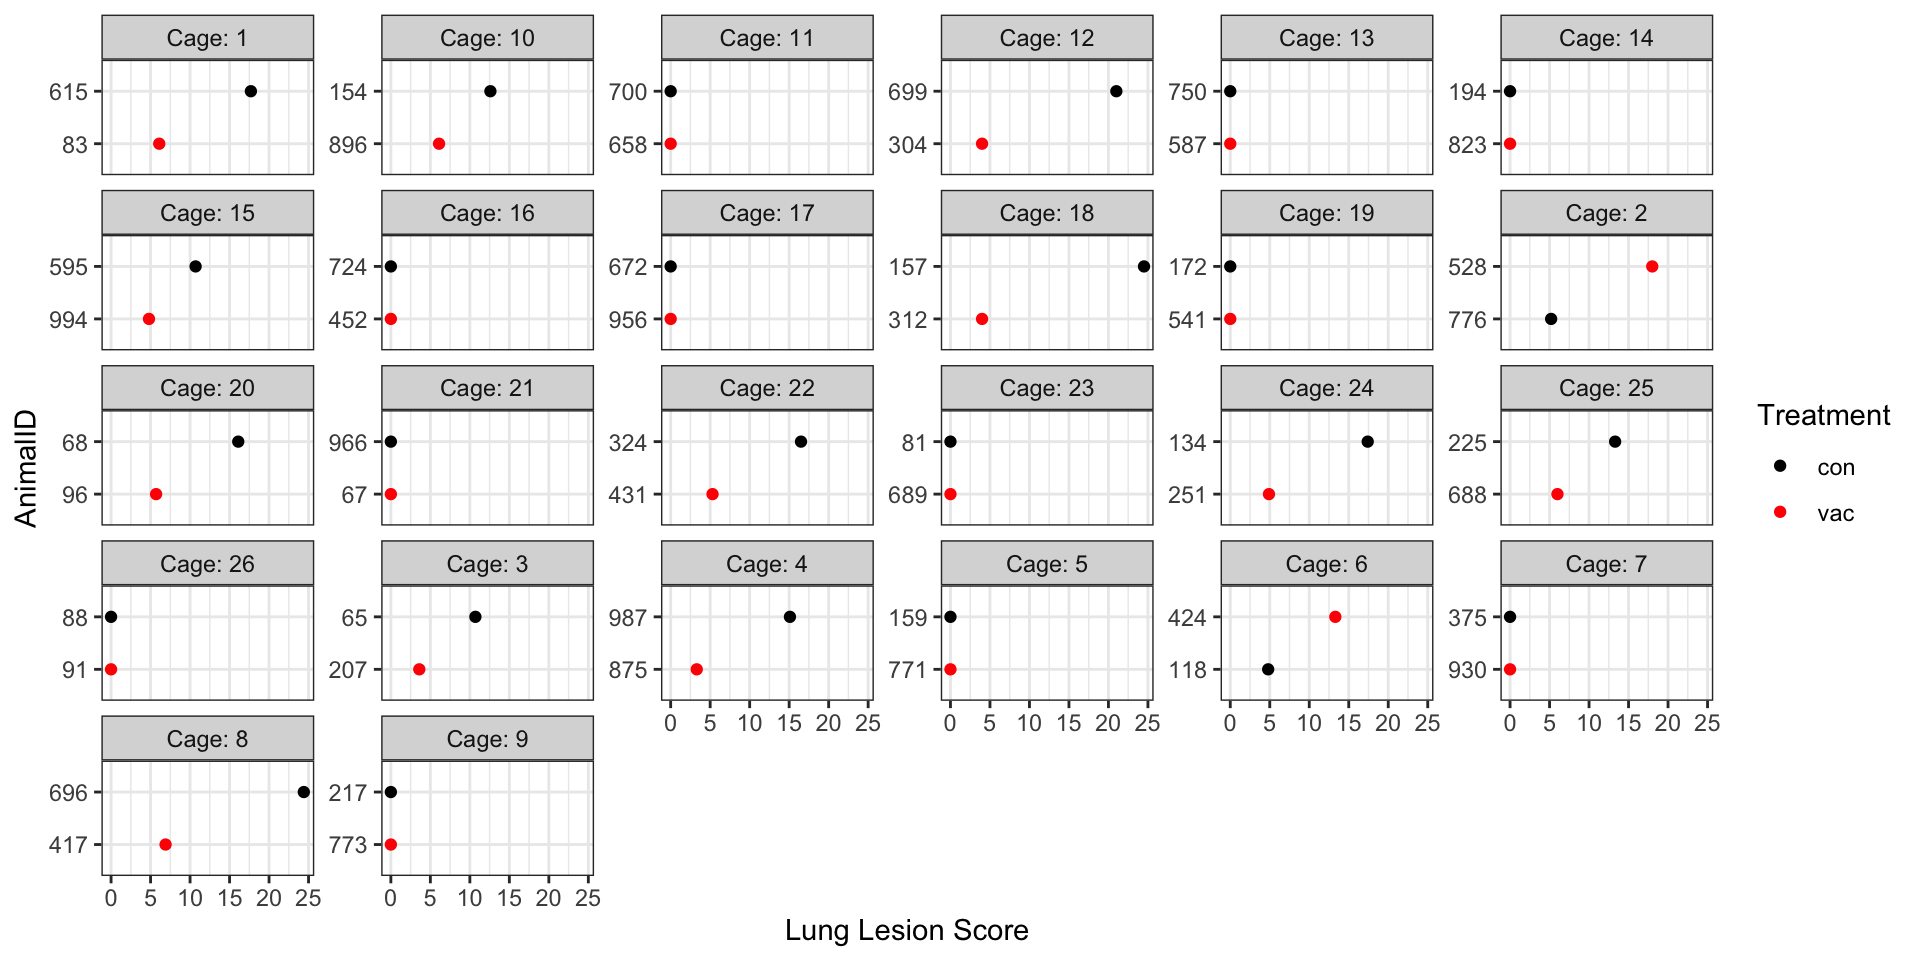 Cage: 1 Cage: 10 Cage: 11 Cage: 12 Cage: 13 Cage: 14
615 154 700 699 750 194
83 896 658 304 587 823
Cage: 15 Cage: 16 Cage: 17 Cage: 18 Cage: 19 Cage: 2
595 724 672 157 172 528
994 452 956 312 541 776
Cage: 20 Cage: 21 Cage: 22 Cage: 23 Cage: 24 Cage: 25
68 966 324 81 134 225
96 67 431 689 251 688
Cage: 26 Cage: 3 Cage: 4 Cage: 5 Cage: 6 Cage: 7
88 65 987 159 424 375
91 207 875 771 118 930
0 5 10 15 20 25 0 5 10 15 20 25 0 5 10 15 20 25 0 5 10 15 20 25
Cage: 8 Cage: 9
696 217
417 773
0 5 10 15 20 25 0 5 10 15 20 25
Lung Lesion Score
AnimalID
Treatment
con
vac